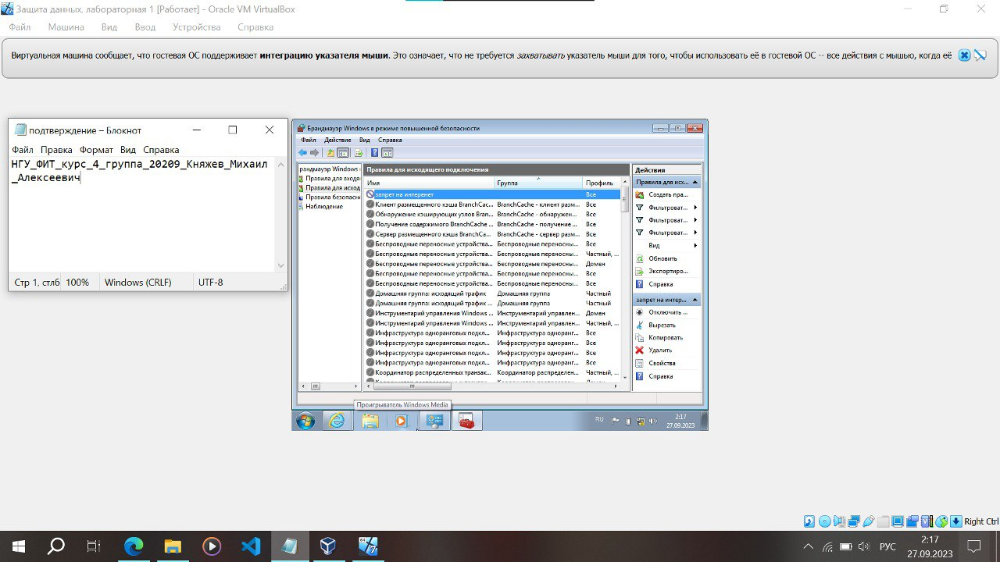 Защита данных, лабораторная 1 [Работает] - Oracle VM VirtualBox
Файл Машина Вид Ввод Устройства Справка
Виртуальная машина сообщает, что гостевая ОС поддерживает интеграцию указателя мыши. Это означает, что не требуется захватывать указатель мыши для того, чтобы использовать её в гостевой ОС -- все действия с мышью, когда её
подтверждение – Блокнот
Файл Правка Формат Вид Справка
НГУ_ФИТ_курс_4_группа_20209_Княжев_Михаил
_Алексеевич
Стр 1, стлб 100% Windows (CRLF) UTF-8
Брандмауэр Windows в режиме повышенной безопасности
Файл Действие Вид Справка
рандмауэр Windows
Правила для входя
Правила для исход
Правила безопасн
Наблюдение
Правила для исходящего подключения
Имя Группа Профиль
запрет на интеренет Все
Клиент размещенного кэша BranchCac... BranchCache - клиент разм... Все
Обнаружение кэширующих узлов Bran... BranchCache - обнаружен... Все
Получение содержимого BranchCache ... BranchCache - получение ... Все
Сервер размещенного кэша BranchCa... BranchCache - сервер разм... Все
Беспроводные переносные устройства... Беспроводные переносны... Все
Беспроводные переносные устройства... Беспроводные переносны... Частный, ...
Беспроводные переносные устройства... Беспроводные переносны... Домен
Беспроводные переносные устройства... Беспроводные переносны... Все
Беспроводные переносные устройства... Беспроводные переносны... Все
Домашняя группа: исходящий трафик Домашняя группа Частный
Домашняя группа: исходящий трафик ... Домашняя группа Частный
Инструментарий управления Windows ... Инструментарий управлен... Домен
Инструментарий управления Windows ... Инструментарий управлен... Частный, ...
Инфраструктура одноранговых подкл... Инфраструктура одноранг... Все
Инфраструктура одноранговых подкл... Инфраструктура одноранг... Все
Инфраструктура одноранговых подкл... Инфраструктура одноранг... Все
Инфраструктура одноранговых подкл... Инфраструктура одноранг... Все
Координатор распределенных транзак... Координатор распределен... Частный, ...
Действия
Правила для исх...
Создать пра...
Фильтроват...
Фильтроват...
Фильтроват...
Вид
Обновить
Экспортиро...
Справка
запрет на интер...
Отключить ...
Вырезать
Копировать
Удалить
Свойства
Справка
Проигрыватель Windows Media
RU 2:17
27.09.2023
Right Ctrl
РУС 2:17
27.09.2023